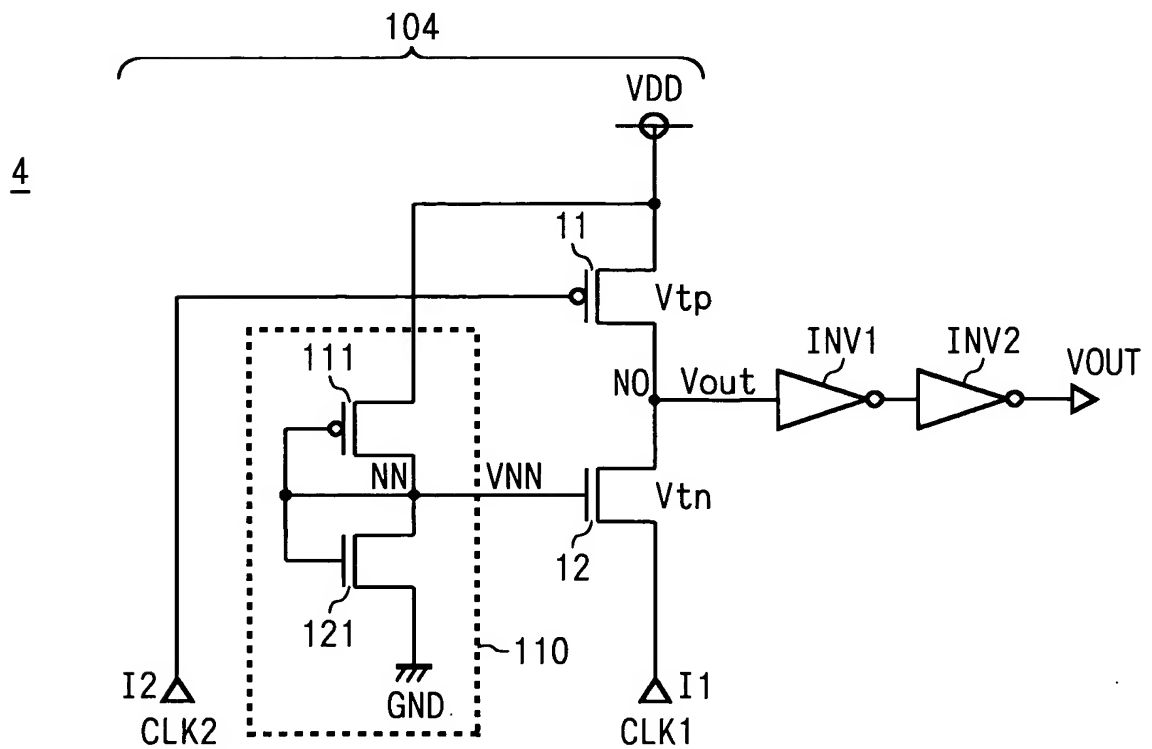 104
VDD
4
11
Vtp
111
INV1
INV2
VOUT
NO
Vout
NN
VNN
Vtn
12
121
110
I2
GND
I1
CLK2
CLK1